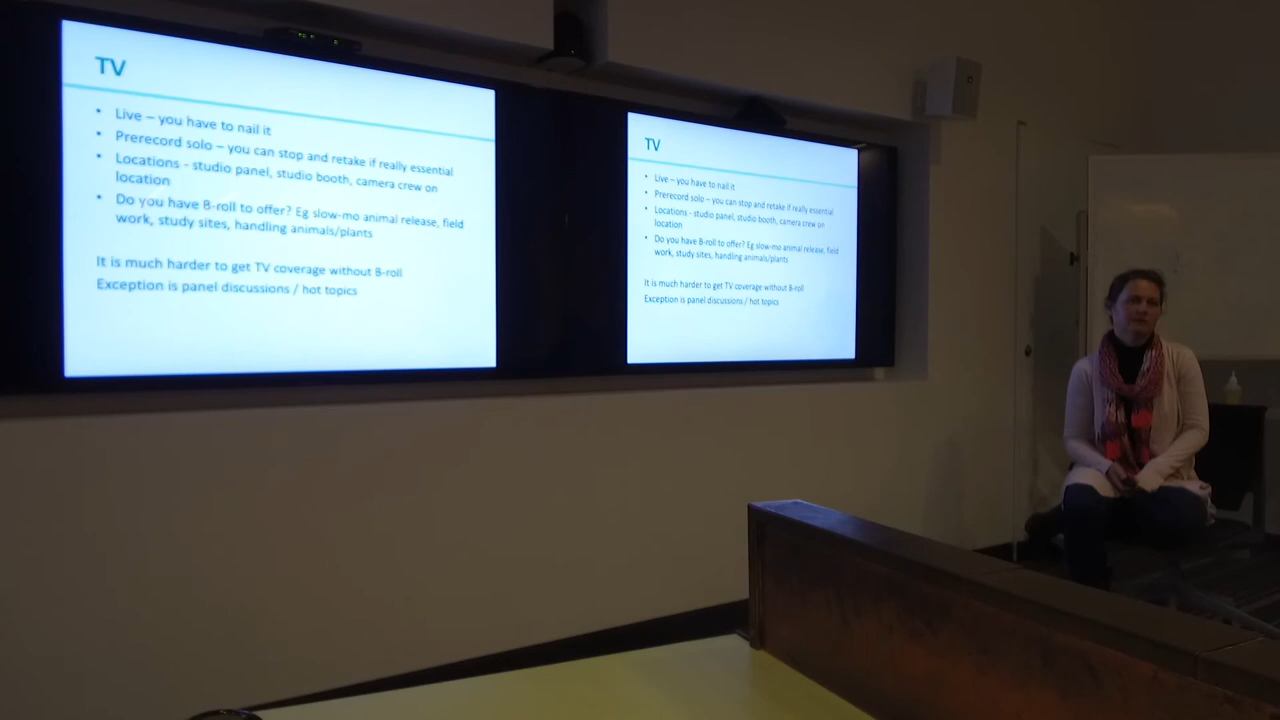 TV
• Live – you have to nail it
• Prerecord solo – you can stop and retake if really essential
• Locations - studio panel, studio booth, camera crew on
location
• Do you have B-roll to offer? Eg slow-mo animal release, field
work, study sites, handling animals/plants
It is much harder to get TV coverage without B-roll
Exception is panel discussions / hot topics
TV
• Live – you have to nail it
• Prerecord solo – you can stop and retake if really essential
• Locations - studio panel, studio booth, camera crew on
location
• Do you have B-roll to offer? Eg slow-mo animal release, field
work, study sites, handling animals/plants
It is much harder to get TV coverage without B-roll
Exception is panel discussions / hot topics